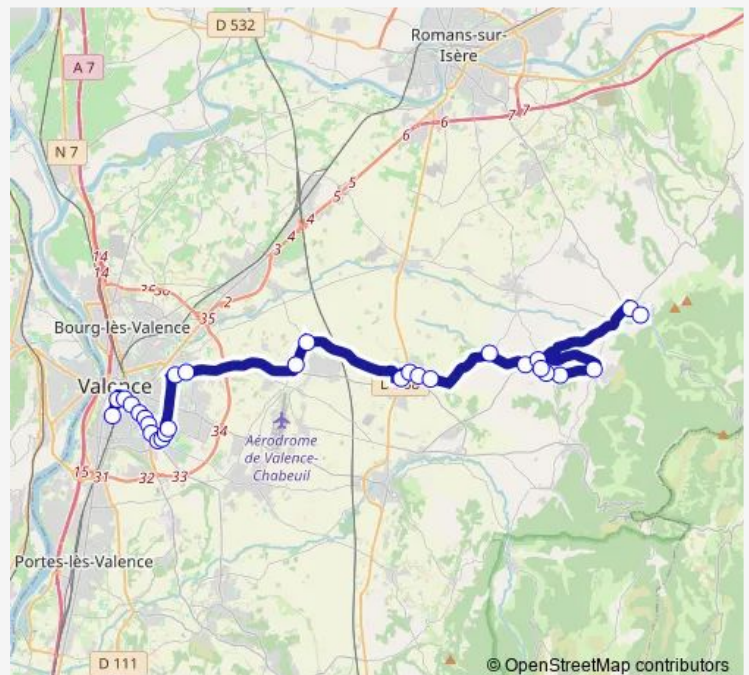 D 532
Romans-sur-
Isère
A 7
N 7
7
7
6
6
5
5
4
4
3
2
14
14
35
Bourg-lès-Valence
Valence
34
Aérodrome
de Valence-
Chabeuil
15
31
32
33
Portes-lès-Valence
D 111
© OpenStreetMap contributors